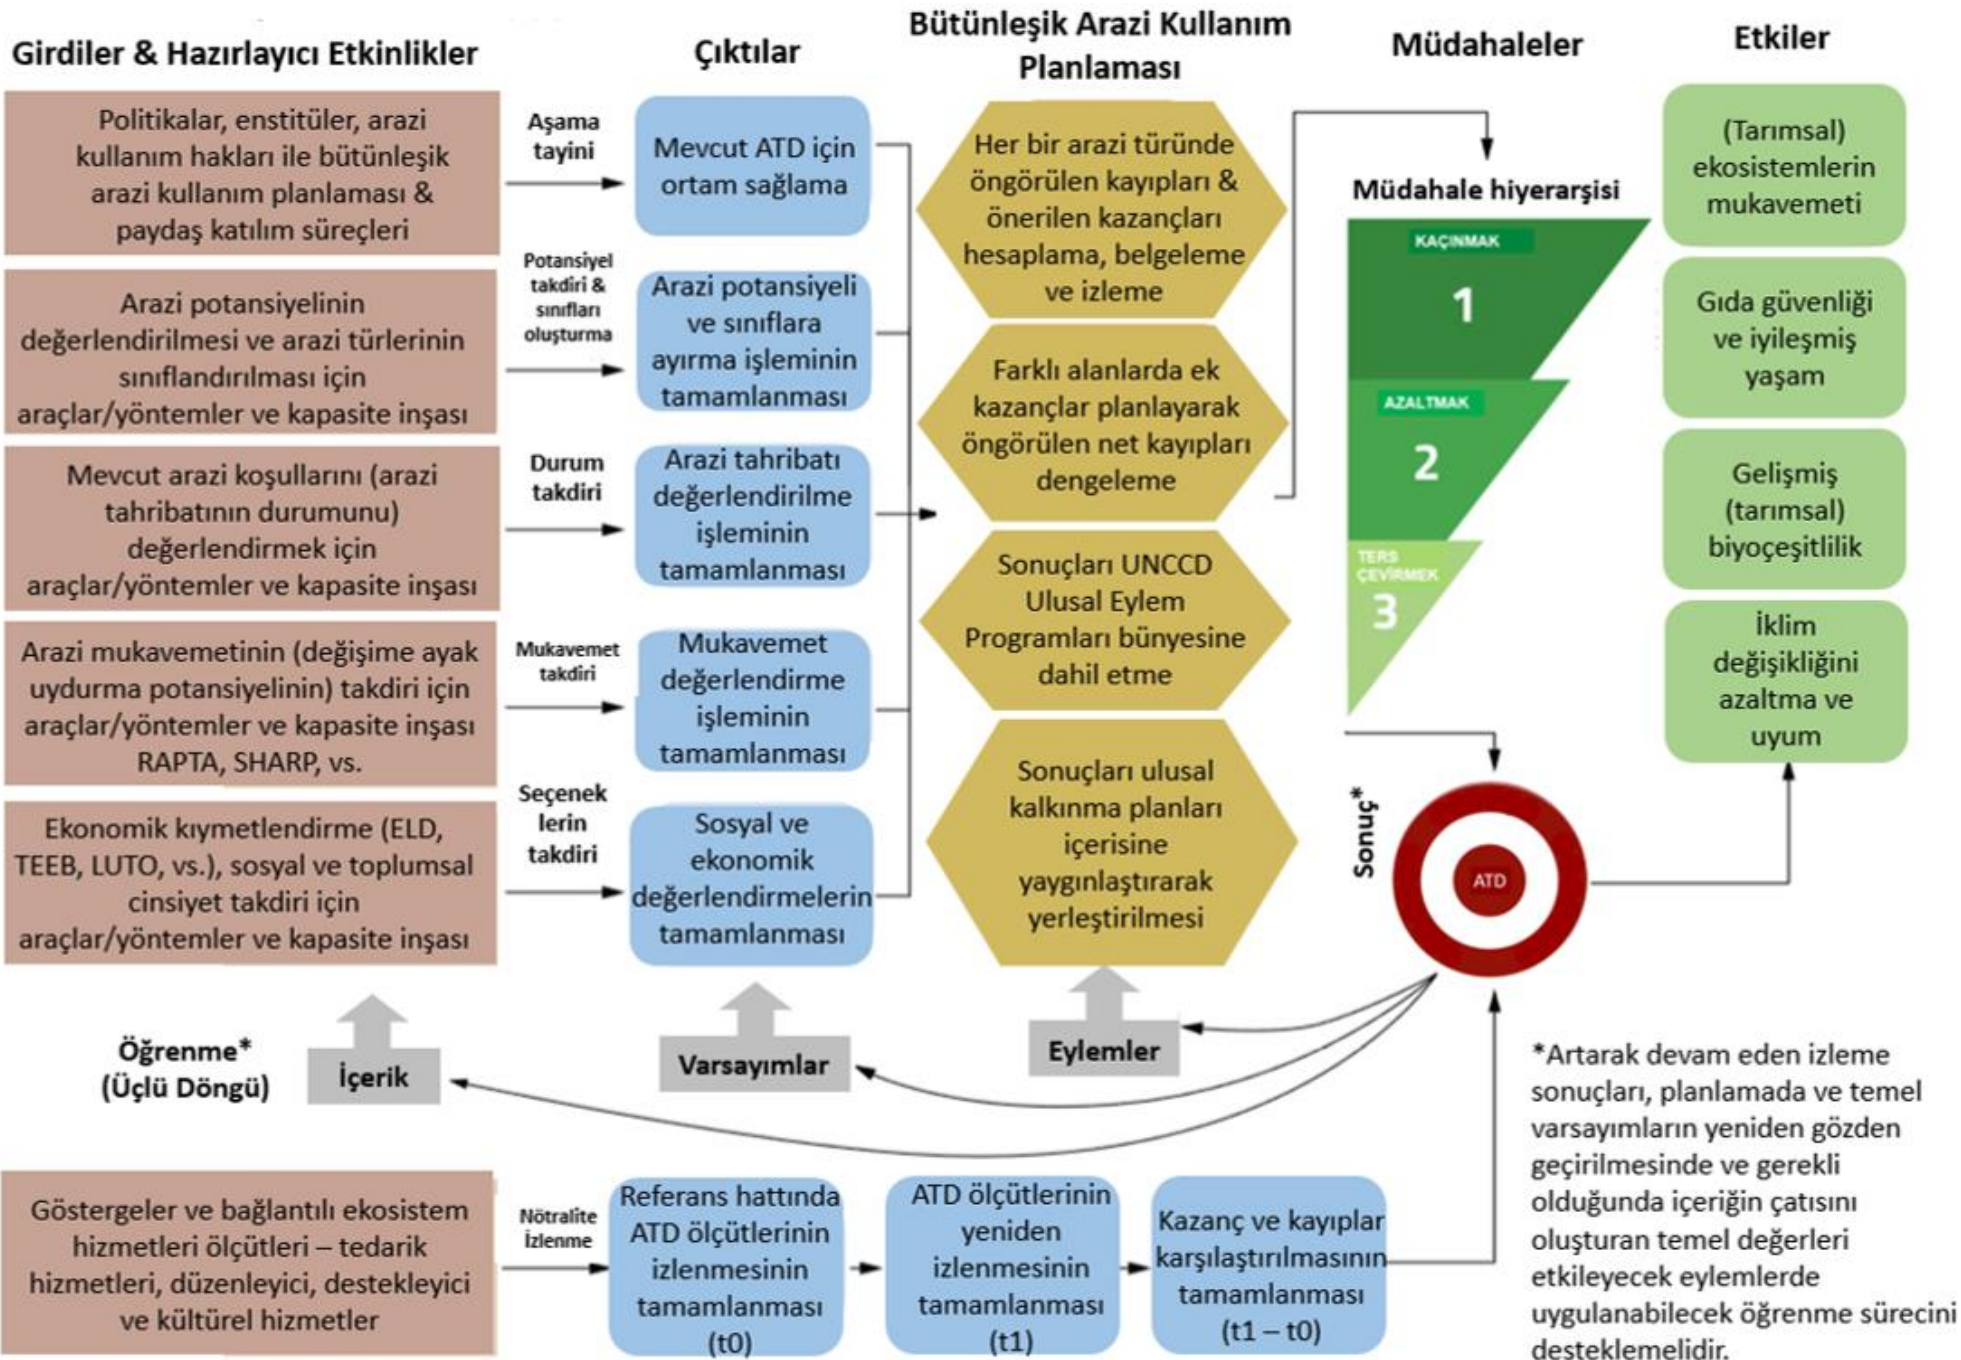 Girdiler & Hazırlayıcı Etkinlikler
Çıktılar
Bütünleşik Arazi Kullanım
Planlaması
Müdahaleler
Etkiler
Politikalar, enstitüler, arazi
kullanım hakları ile bütünleşik
arazi kullanım planlaması &
paydaş katılım süreçleri
Aşama
tayini
Mevcut ATD için
ortam sağlama
Arazi potansiyelinin
değerlendirilmesi ve arazi türlerinin
sınıflandırılması için
araçlar/yöntemler ve kapasite inşası
Potansiyel
takdiri &
sınıfları
oluşturma
Arazi potansiyeli
ve sınıflara
ayırma işleminin
tamamlanması
Mevcut arazi koşullarını (arazi
tahribatının durumunu)
değerlendirmek için
araçlar/yöntemler ve kapasite inşası
Durum
takdiri
Arazi tahribatı
değerlendirilme
işleminin
tamamlanması
Arazi mukavemetinin (değişime ayak
uydurma potansiyelinin) takdiri için
araçlar/yöntemler ve kapasite inşası
RAPTA, SHARP, vs.
Mukavemet
takdiri
Mukavemet
değerlendirme
işleminin
tamamlanması
Ekonomik kıymetlendirme (ELD,
TEEB, LUTO, vs.), sosyal ve toplumsal
cinsiyet takdiri için
araçlar/yöntemler ve kapasite inşası
Seçenek
lerin
takdiri
Sosyal ve
ekonomik
değerlendirmelerin
tamamlanması
Her bir arazi türünde
öngörülen kayıpları &
önerilen kazançları
hesaplama, belgeleme
ve izleme
Farklı alanlarda ek
kazançlar planlayarak
öngörülen net kayıpları
dengeleme
Sonuçları UNCCD
Ulusal Eylem
Programları bünyesine
dahil etme
Sonuçları ulusal
kalkınma planları
içerisine
yaygınlaştırarak
yerleştirilmesi
Müdahale hiyerarşisi
KAÇINMAK
1
AZALTMAK
2
TERS
ÇEVİRMEK
3
Sonuç*
ATD
(Tarımsal)
ekosistemlerin
mukavemeti
Gıda güvenliği
ve iyileşmiş
yaşam
Gelişmiş
(tarımsal)
biyoçeşitlilik
İklim
değişikliğini
azaltma ve
uyum
Öğrenme*
(Üçlü Döngü)
İçerik
Varsayımlar
Eylemler
Göstergeler ve bağlantılı ekosistem
hizmetleri ölçütleri – tedarik
hizmetleri, düzenleyici, destekleyici
ve kültürel hizmetler
Nötralite
İzlenme
Referans hattında
ATD ölçütlerinin
izlenmesinin
tamamlanması
(t0)
ATD ölçütlerinin
yeniden
izlenmesinin
tamamlanması
(t1)
Kazanç ve kayıplar
karşılaştırılmasının
tamamlanması
(t1 – t0)
*Artarak devam eden izleme
sonuçları, planlamada ve temel
varsayımların yeniden gözden
geçirilmesinde ve gerekli
olduğunda içeriğin çatısını
oluşturan temel değerleri
etkileyecek eylemlerde
uygulanabilecek öğrenme sürecini
desteklemelidir.